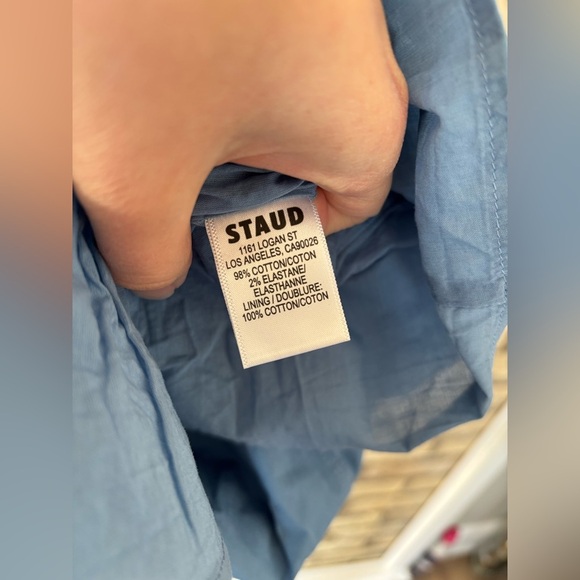 STAUD
1161 LOGAN ST
LOS ANGELES, CA90026
98% COTTON/COTON
2% ELASTANE/
ELASTHANNE
LINING / DOUBLURE:
100% COTTON/COTON